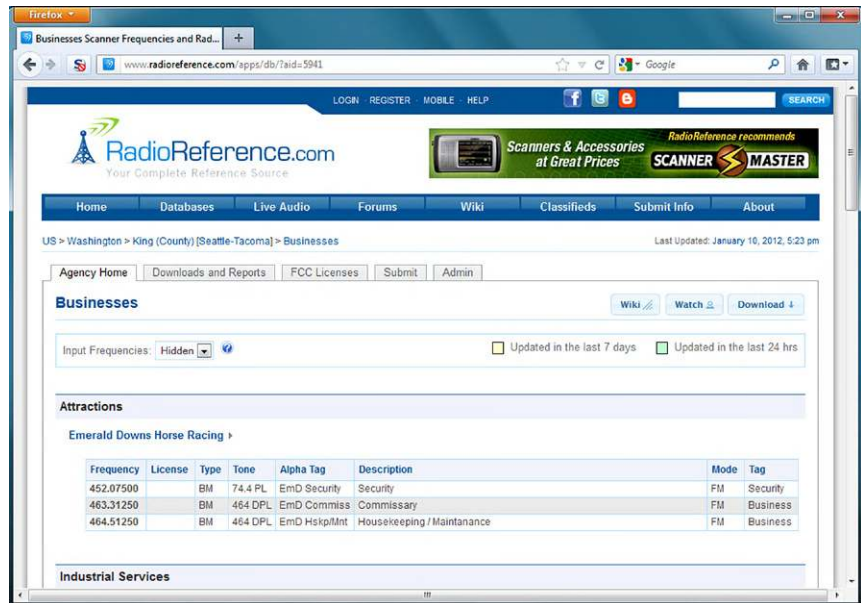 Firefox
Businesses Scanner Frequencies and Rad...
www.radioreference.com/apps/db/?aid=5941
Google
LOGIN · REGISTER · MOBILE · HELP
SEARCH
RadioReference.com
Your Complete Reference Source
Scanners & Accessories
at Great Prices
RadioReference recommends
SCANNER MASTER
Home Databases Live Audio Forums Wiki Classifieds Submit Info About
US > Washington > King (County) [Seattle-Tacoma] > Businesses
Last Updated: January 10, 2012, 5:23 pm
Agency Home Downloads and Reports FCC Licenses Submit Admin
Businesses
Wiki Watch Download
Input Frequencies: Hidden
Updated in the last 7 days Updated in the last 24 hrs
Attractions
Emerald Downs Horse Racing
Frequency License Type Tone Alpha Tag Description Mode Tag
452.07500 BM 74.4 PL EmD Security Security FM Security
463.31250 BM 464 DPL EmD Commiss Commissary FM Business
464.51250 BM 464 DPL EmD Hskp/Mnt Housekeeping / Maintanance FM Business
Industrial Services